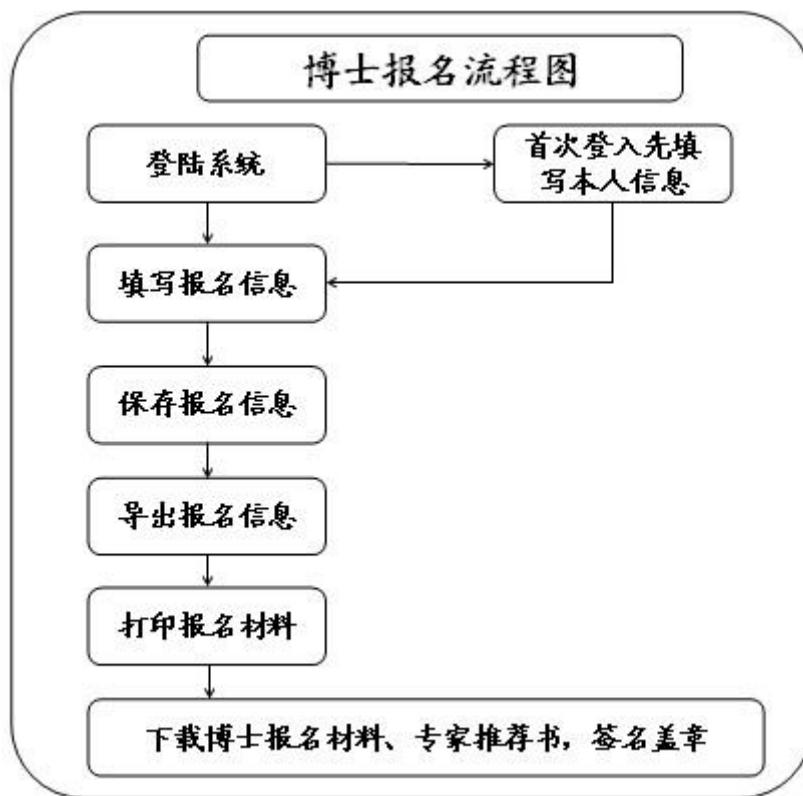 博士报名流程图
登陆系统
首次登入先填
写本人信息
填写报名信息
保存报名信息
导出报名信息
打印报名材料
下载博士报名材料、专家推荐书，签名盖章